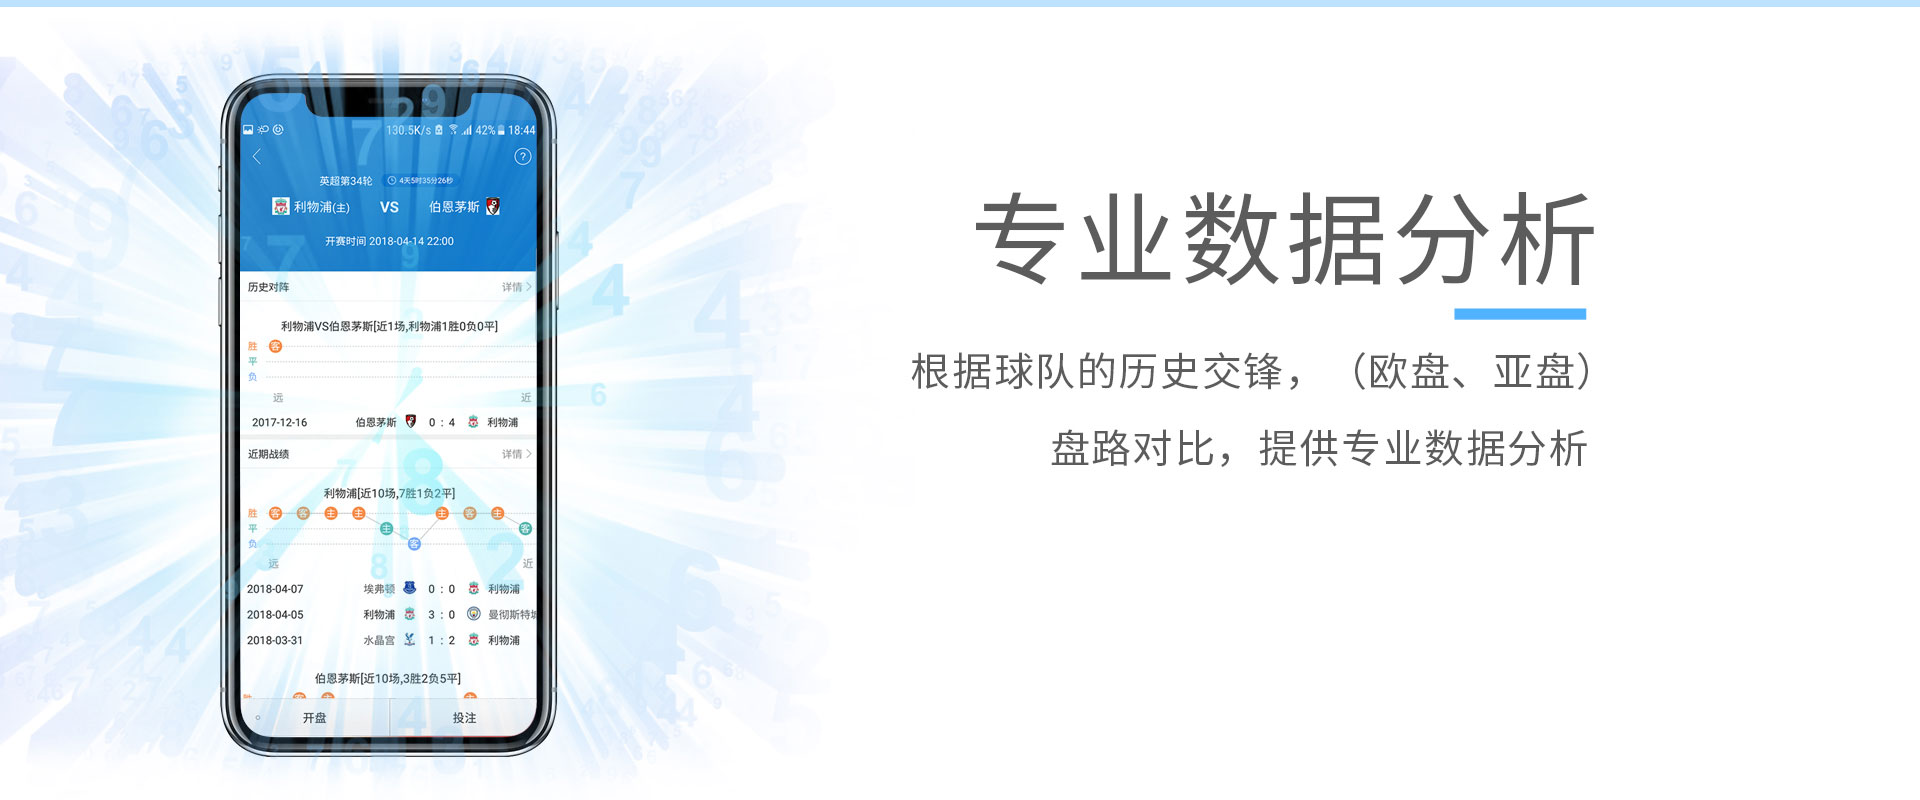 130.5K/s 42% 18:44
英超第34轮 4天5时35分26秒
利物浦(主) VS 伯恩茅斯
开赛时间 2018-04-14 22:00
历史对阵 详情
利物浦VS伯恩茅斯[近1场,利物浦1胜0负0平]
胜 客
平
负
远 近
2017-12-16 伯恩茅斯 0 : 4 利物浦
近期战绩 详情
利物浦[近10场,7胜1负2平]
胜 客 客 主 主 主 客 主
平 主 客
负 客
远 近
2018-04-07 埃弗顿 0 : 0 利物浦
2018-04-05 利物浦 3 : 0 曼彻斯特城
2018-03-31 水晶宫 1 : 2 利物浦
伯恩茅斯[近10场,3胜2负5平]
开盘 投注
专业数据分析
根据球队的历史交锋，（欧盘、亚盘）
盘路对比，提供专业数据分析